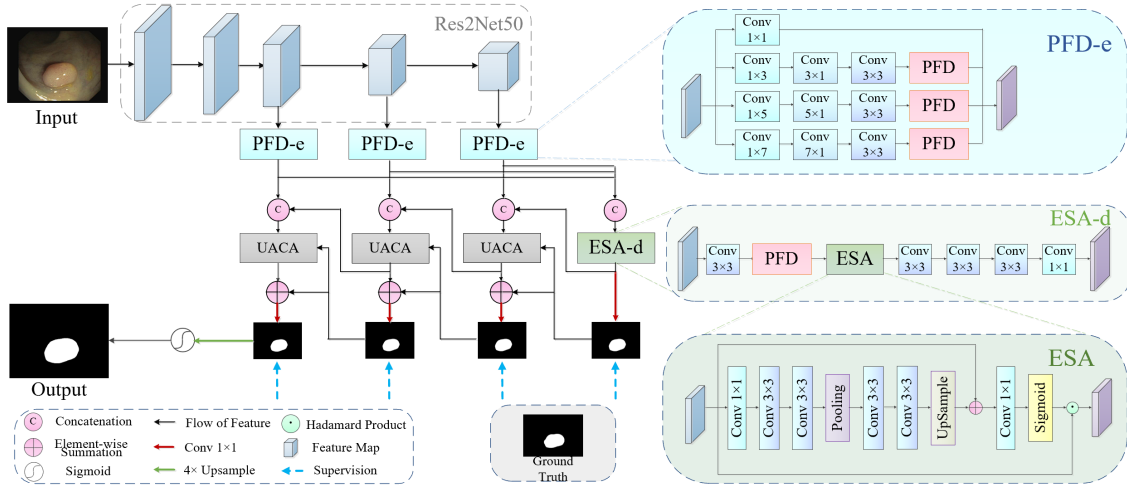 Res2Net50
Input
PFD-e
PFD-e
PFD-e
C
C
C
C
UACA
UACA
UACA
ESA-d
Output
C
Concatenation
Flow of Feature
Hadamard Product
Element-wise
Summation
Conv 1×1
Feature Map
Sigmoid
4× Upsample
Supervision
Ground
Truth
PFD-e
Conv
1×1
Conv
1×3
Conv
3×1
Conv
3×3
PFD
Conv
1×5
Conv
5×1
Conv
3×3
PFD
Conv
1×7
Conv
7×1
Conv
3×3
PFD
ESA-d
Conv
3×3
PFD
ESA
Conv
3×3
Conv
3×3
Conv
3×3
Conv
1×1
ESA
Conv 1×1
Conv 3×3
Conv 3×3
Pooling
Conv 3×3
Conv 3×3
UpSample
Conv 1×1
Sigmoid